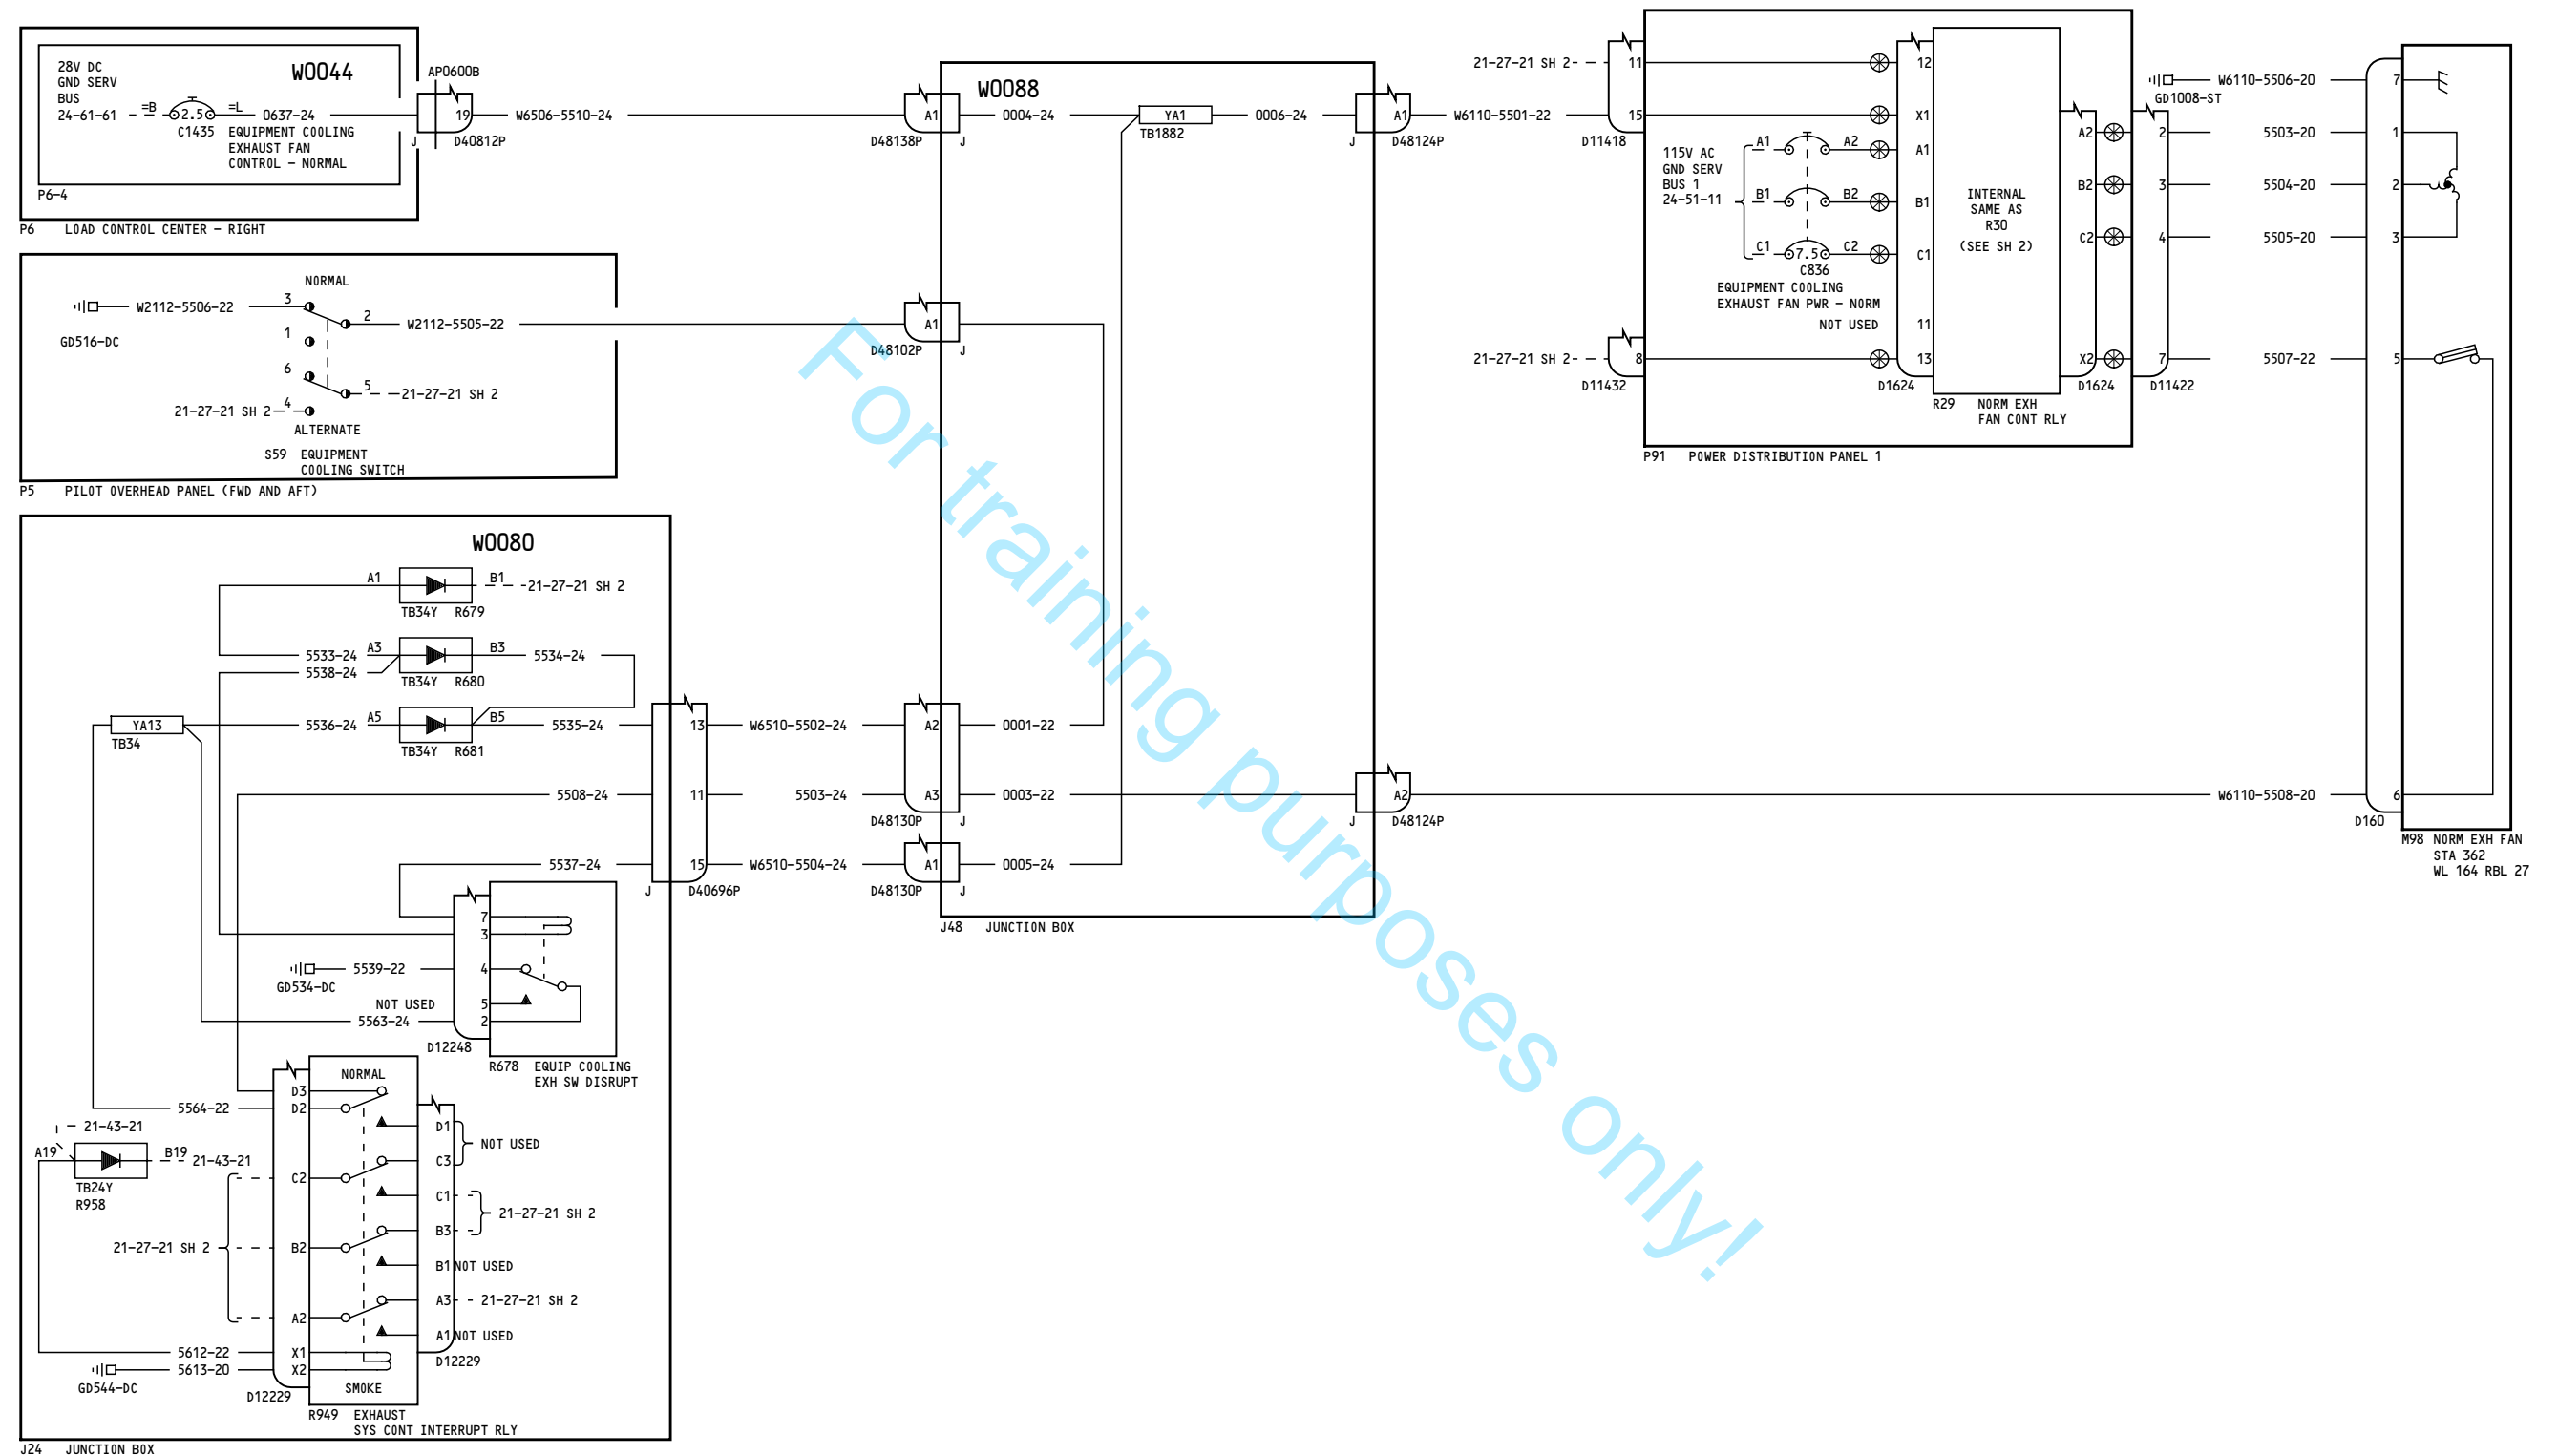 28V DC
GND SERV
BUS
24-61-61
=B
2.5
=L
C1435
0637-24
EQUIPMENT COOLING
EXHAUST FAN
CONTROL - NORMAL
W0044
P6-4
P6 LOAD CONTROL CENTER - RIGHT
AP0600B
19
J
D40812P
W6506-5510-24
A1
D48138P
J
W0088
0004-24
YA1
TB1882
0006-24
A1
J
D48124P
W6110-5501-22
21-27-21 SH 2
11
15
D11418
12
X1
A1
B1
C1
11
13
115V AC
GND SERV
BUS 1
24-51-11
A1
A2
B1
B2
C1
C2
7.5
C836
EQUIPMENT COOLING
EXHAUST FAN PWR - NORM
NOT USED
21-27-21 SH 2
8
D11432
D1624
INTERNAL
SAME AS
R30
(SEE SH 2)
R29 NORM EXH
FAN CONT RLY
A2
B2
C2
X2
D1624
2
3
4
7
D11422
P91 POWER DISTRIBUTION PANEL 1
GD1008-ST
W6110-5506-20
5503-20
5504-20
5505-20
5507-22
7
1
2
3
5
6
W6110-5508-20
D160
M98 NORM EXH FAN
STA 362
WL 164 RBL 27
NORMAL
GD516-DC
W2112-5506-22
3
2
W2112-5505-22
1
6
5
21-27-21 SH 2
21-27-21 SH 2
4
ALTERNATE
S59 EQUIPMENT
COOLING SWITCH
P5 PILOT OVERHEAD PANEL (FWD AND AFT)
A1
D48102P
J
W0080
A1
B1
21-27-21 SH 2
TB34Y R679
5533-24
A3
B3
5534-24
5538-24
TB34Y R680
YA13
TB34
5536-24
A5
B5
5535-24
TB34Y R681
13
W6510-5502-24
A2
0001-22
5508-24
11
5503-24
A3
0003-22
D48130P
J
A2
J
D48124P
5537-24
15
J
D40696P
W6510-5504-24
A1
0005-24
D48130P
J
J48 JUNCTION BOX
7
3
4
5
2
GD534-DC
5539-22
NOT USED
5563-24
D12248
R678 EQUIP COOLING
EXH SW DISRUPT
NORMAL
D3
D2
5564-22
21-43-21
A19
B19
21-43-21
TB24Y
R958
C2
B2
A2
21-27-21 SH 2
X1
X2
5612-22
5613-20
GD544-DC
D12229
SMOKE
R949 EXHAUST
SYS CONT INTERRUPT RLY
D1
C3
NOT USED
C1
B3
21-27-21 SH 2
B1 NOT USED
A3
21-27-21 SH 2
A1 NOT USED
D12229
J24 JUNCTION BOX
For training purposes only!